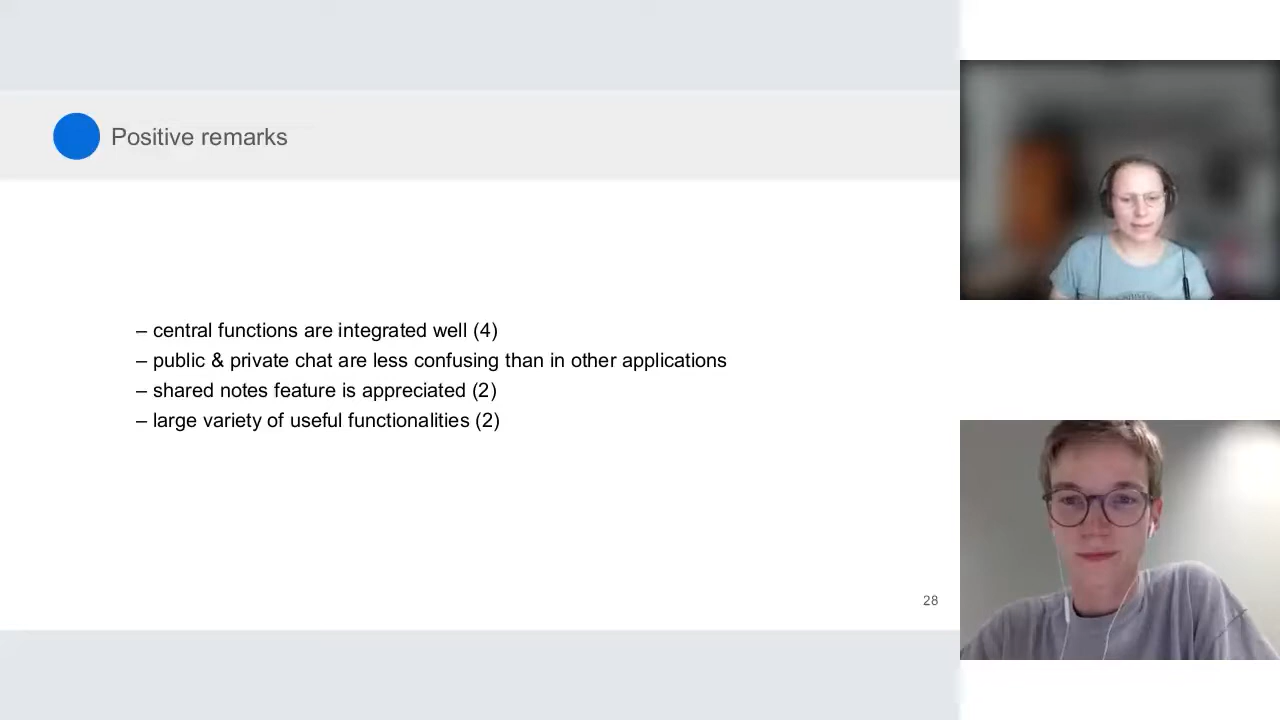 Positive remarks
– central functions are integrated well (4)
– public & private chat are less confusing than in other applications
– shared notes feature is appreciated (2)
– large variety of useful functionalities (2)
28